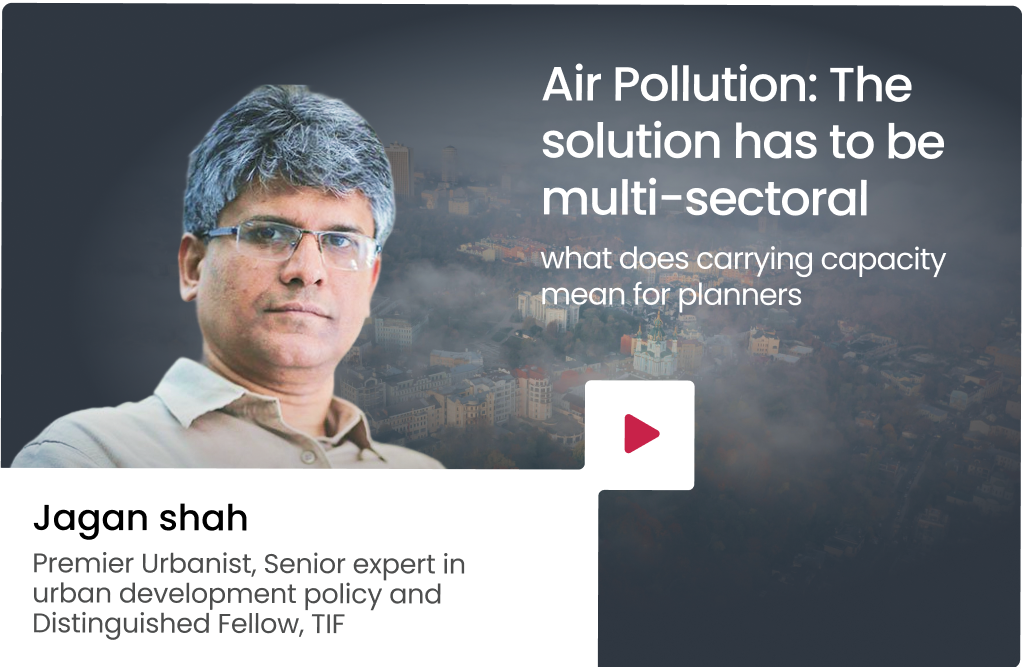 Air Pollution: The
solution has to be
multi-sectoral
what does carrying capacity
mean for planners
Jagan shah
Premier Urbanist, Senior expert in
urban development policy and
Distinguished Fellow, TIF